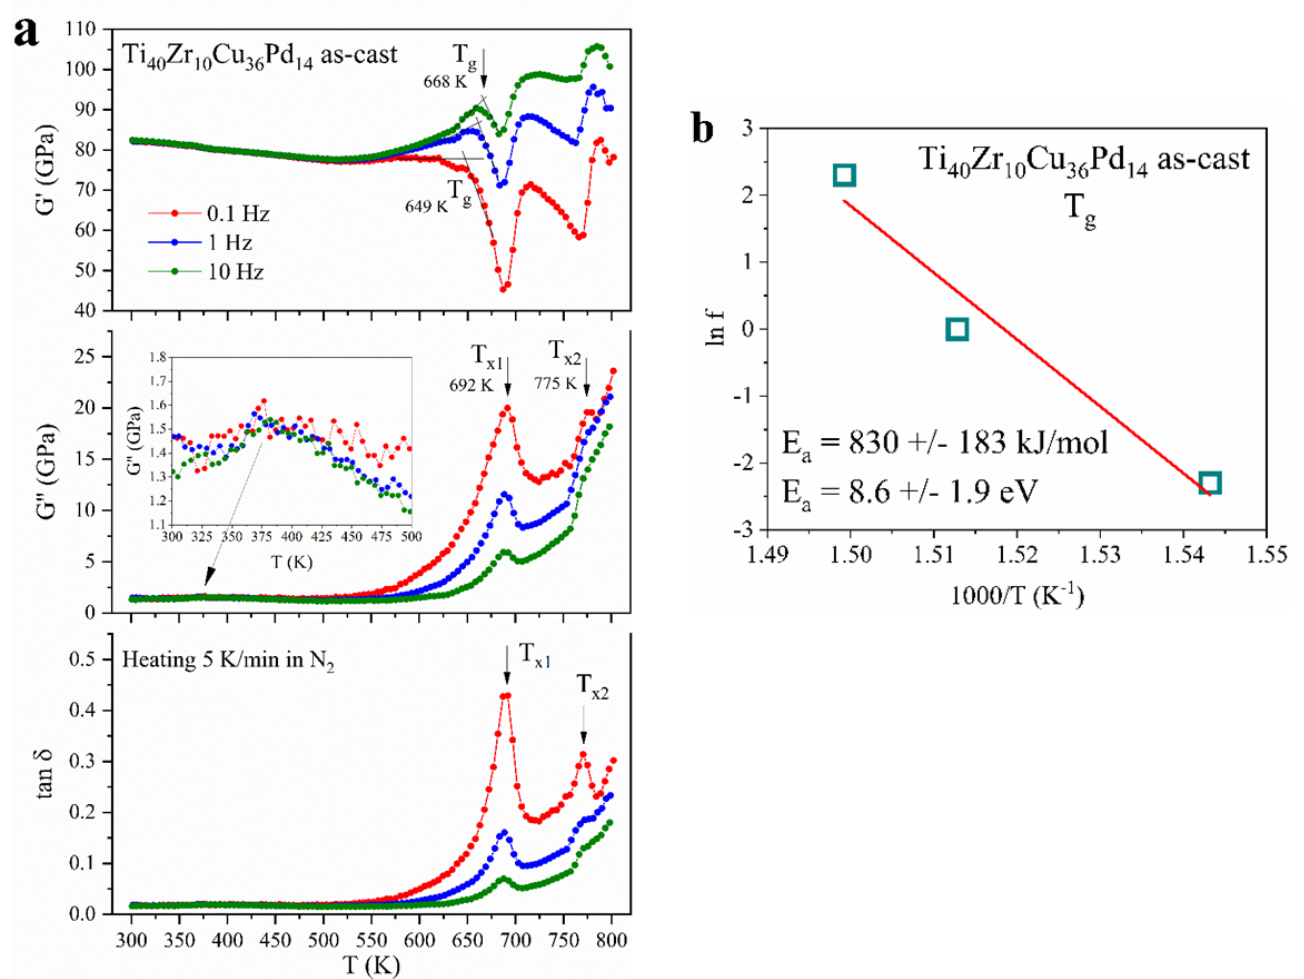 a
Ti40Zr10Cu36Pd14 as-cast
Tg
668 K
Tg
649 K
0.1 Hz
1 Hz
10 Hz
G' (GPa)
110
100
90
80
70
60
50
40
Tx1
692 K
Tx2
775 K
G" (GPa)
25
20
15
10
5
0
G" (GPa)
1.8
1.7
1.6
1.5
1.4
1.3
1.2
1.1
300 325 350 375 400 425 450 475 500
T (K)
Heating 5 K/min in N2
Tx1
Tx2
tan δ
0.5
0.4
0.3
0.2
0.1
0.0
300 350 400 450 500 550 600 650 700 750 800
T (K)
b
Ti40Zr10Cu36Pd14 as-cast
Tg
ln f
3
2
1
0
-1
-2
-3
Ea = 830 +/- 183 kJ/mol
Ea = 8.6 +/- 1.9 eV
1.49 1.50 1.51 1.52 1.53 1.54 1.55
1000/T (K-1)